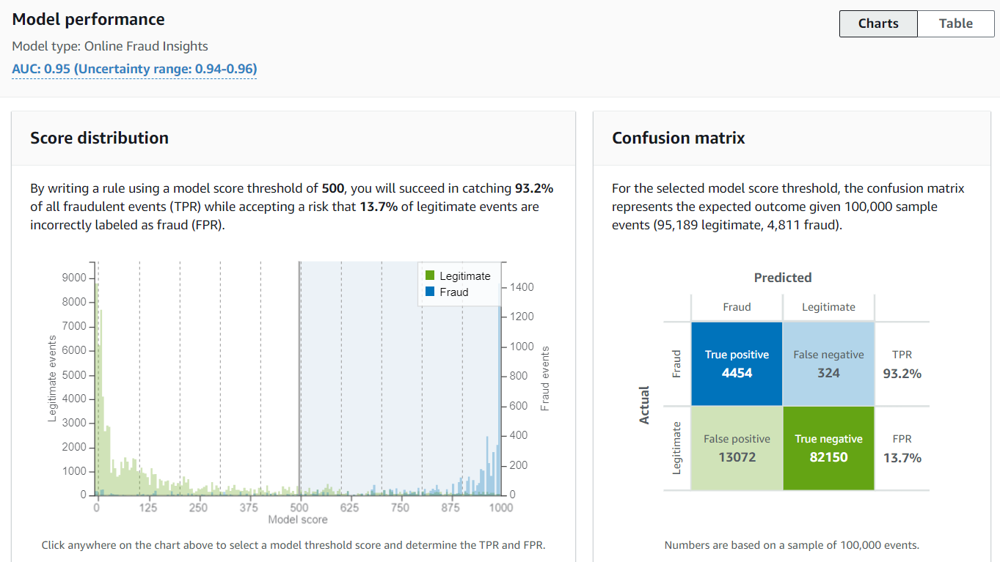 Model performance
Charts
Table
Model type: Online Fraud Insights
AUC: 0.95 (Uncertainty range: 0.94-0.96)
Score distribution
By writing a rule using a model score threshold of 500, you will succeed in catching 93.2%
of all fraudulent events (TPR) while accepting a risk that 13.7% of legitimate events are
incorrectly labeled as fraud (FPR).
Legitimate
Fraud
9000
8000
7000
6000
5000
4000
3000
2000
1000
0
Legitimate events
1400
1200
1000
800
600
400
200
0
Fraud events
0
125
250
375
500
625
750
875
1000
Model score
Click anywhere on the chart above to select a model threshold score and determine the TPR and FPR.
Confusion matrix
For the selected model score threshold, the confusion matrix
represents the expected outcome given 100,000 sample
events (95,189 legitimate, 4,811 fraud).
Predicted
Fraud
Legitimate
Actual
Fraud
True positive
4454
False negative
324
TPR
93.2%
Legitimate
False positive
13072
True negative
82150
FPR
13.7%
Numbers are based on a sample of 100,000 events.